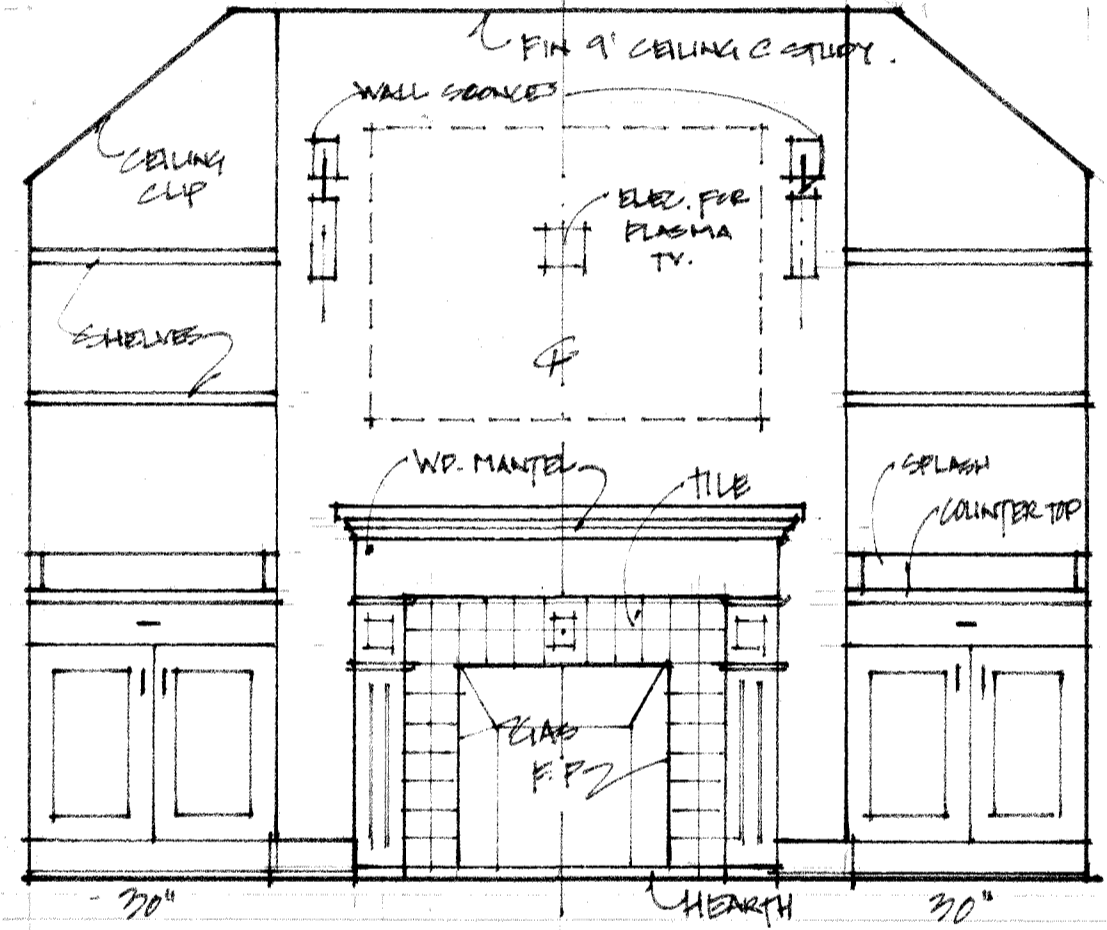 FIN 9' CEILING @ STUDY.
WALL SCONCES
CEILING
CLIP
ELEC. FOR
PLASMA
TV.
SHELVES
℄
WD. MANTEL
TILE
SPLASH
COUNTER TOP
GAS
F.P.
30"
HEARTH
30"